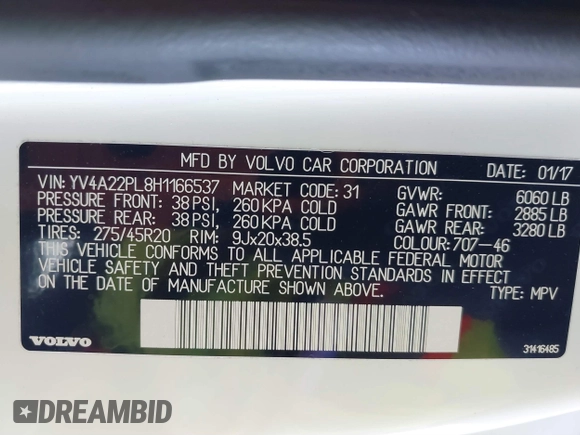 MFD BY VOLVO CAR CORPORATION DATE: 01/17
VIN: YV4A22PL8H1166537 MARKET CODE: 31 GVWR: 6060 LB
PRESSURE FRONT: 38 PSI, 260 KPA COLD GAWR FRONT: 2885 LB
PRESSURE REAR: 38 PSI, 260 KPA COLD GAWR REAR: 3280 LB
TIRES: 275/45R20 RIM: 9Jx20x38.5 COLOUR: 707-46
THIS VEHICLE CONFORMS TO ALL APPLICABLE FEDERAL MOTOR
VEHICLE SAFETY AND THEFT PREVENTION STANDARDS IN EFFECT
ON THE DATE OF MANUFACTURE SHOWN ABOVE. TYPE: MPV
VOLVO 31416485
DREAMBID